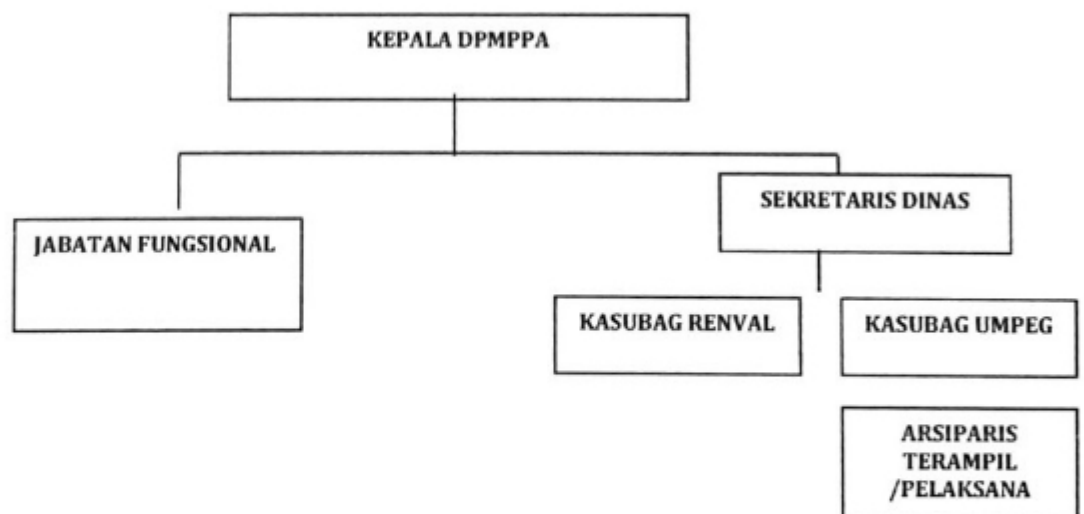 KEPALA DPMPPA
SEKRETARIS DINAS
JABATAN FUNGSIONAL
KASUBAG RENVAL
KASUBAG UMPEG
ARSIPARIS
TERAMPIL
/PELAKSANA